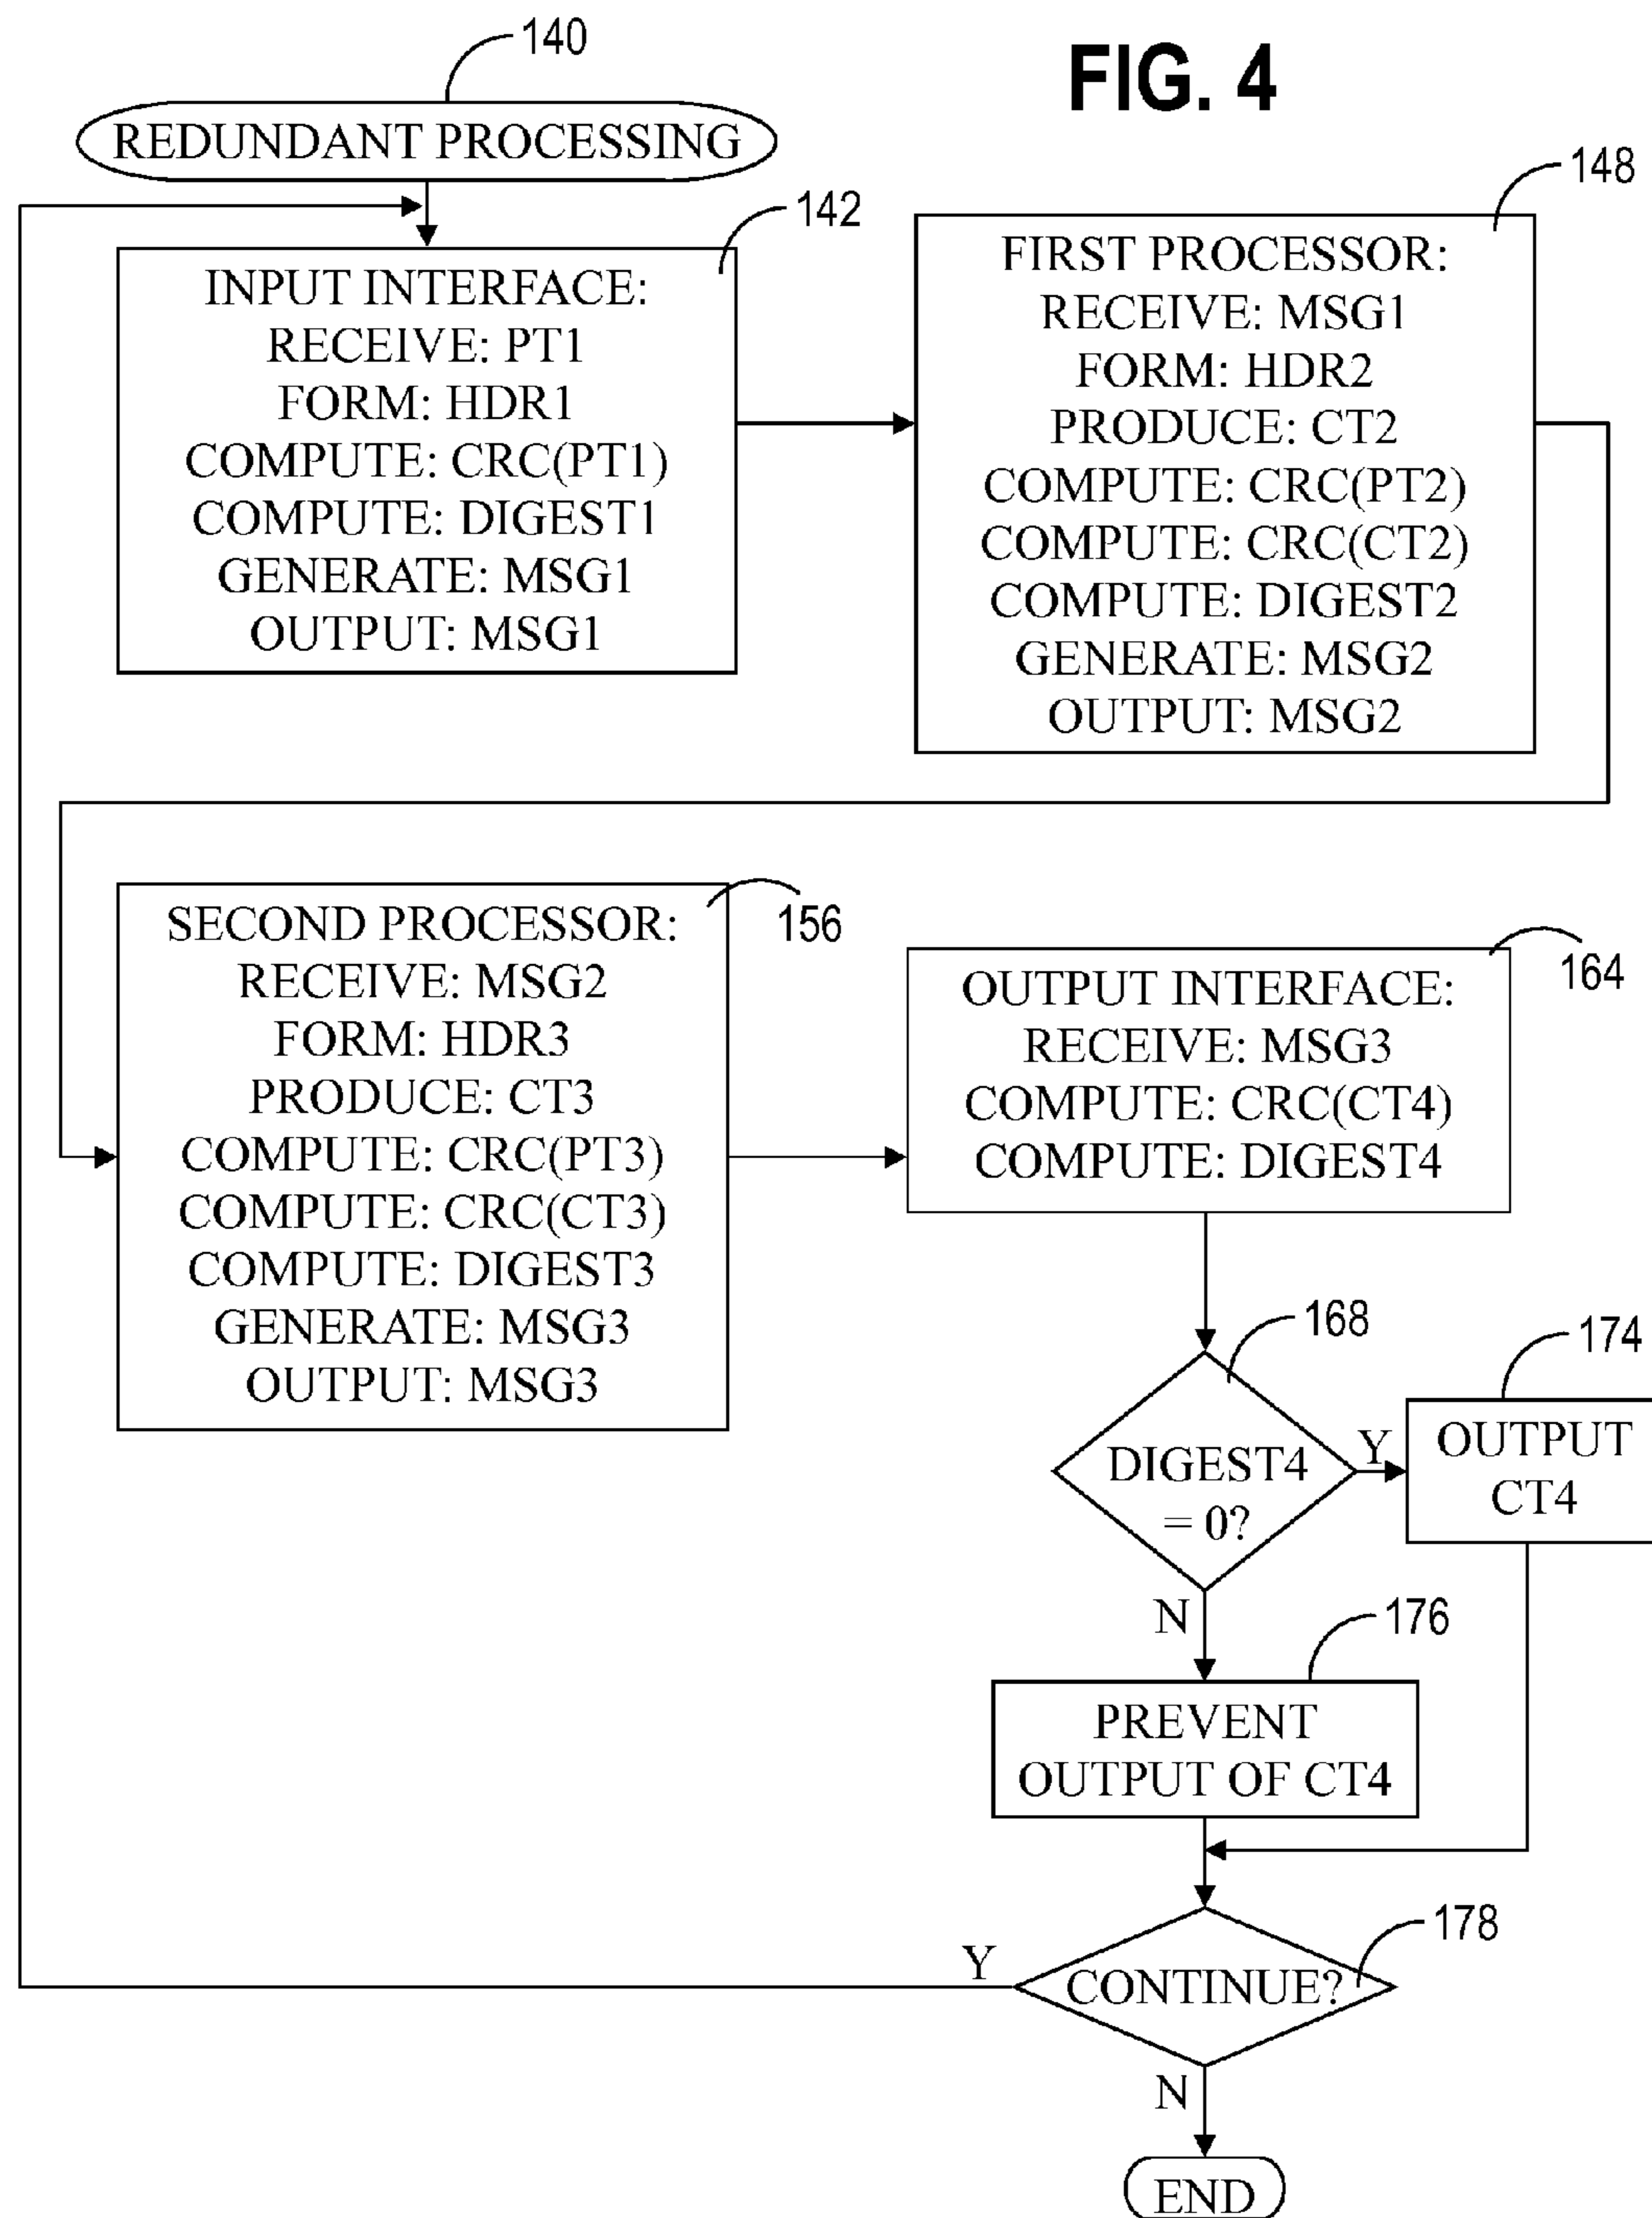 FIG. 4
140
REDUNDANT PROCESSING
142
INPUT INTERFACE:
RECEIVE: PT1
FORM: HDR1
COMPUTE: CRC(PT1)
COMPUTE: DIGEST1
GENERATE: MSG1
OUTPUT: MSG1
148
FIRST PROCESSOR:
RECEIVE: MSG1
FORM: HDR2
PRODUCE: CT2
COMPUTE: CRC(PT2)
COMPUTE: CRC(CT2)
COMPUTE: DIGEST2
GENERATE: MSG2
OUTPUT: MSG2
156
SECOND PROCESSOR:
RECEIVE: MSG2
FORM: HDR3
PRODUCE: CT3
COMPUTE: CRC(PT3)
COMPUTE: CRC(CT3)
COMPUTE: DIGEST3
GENERATE: MSG3
OUTPUT: MSG3
164
OUTPUT INTERFACE:
RECEIVE: MSG3
COMPUTE: CRC(CT4)
COMPUTE: DIGEST4
168
DIGEST4
= 0?
Y
174
OUTPUT
CT4
N
176
PREVENT
OUTPUT OF CT4
178
CONTINUE?
Y
N
END